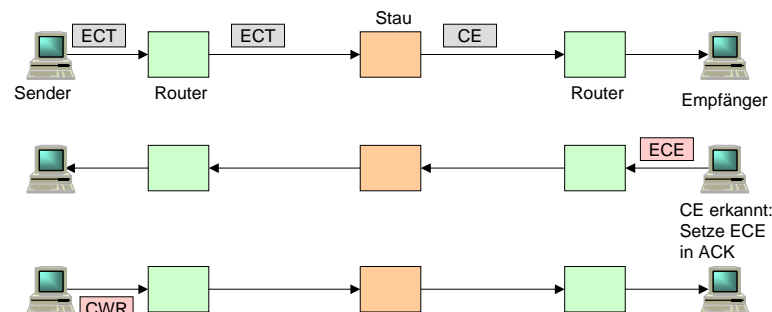 Stau
ECT
ECT
CE
Sender
Router
Router
Empfänger
ECE
CE erkannt:
Setze ECE
in ACK
CWR